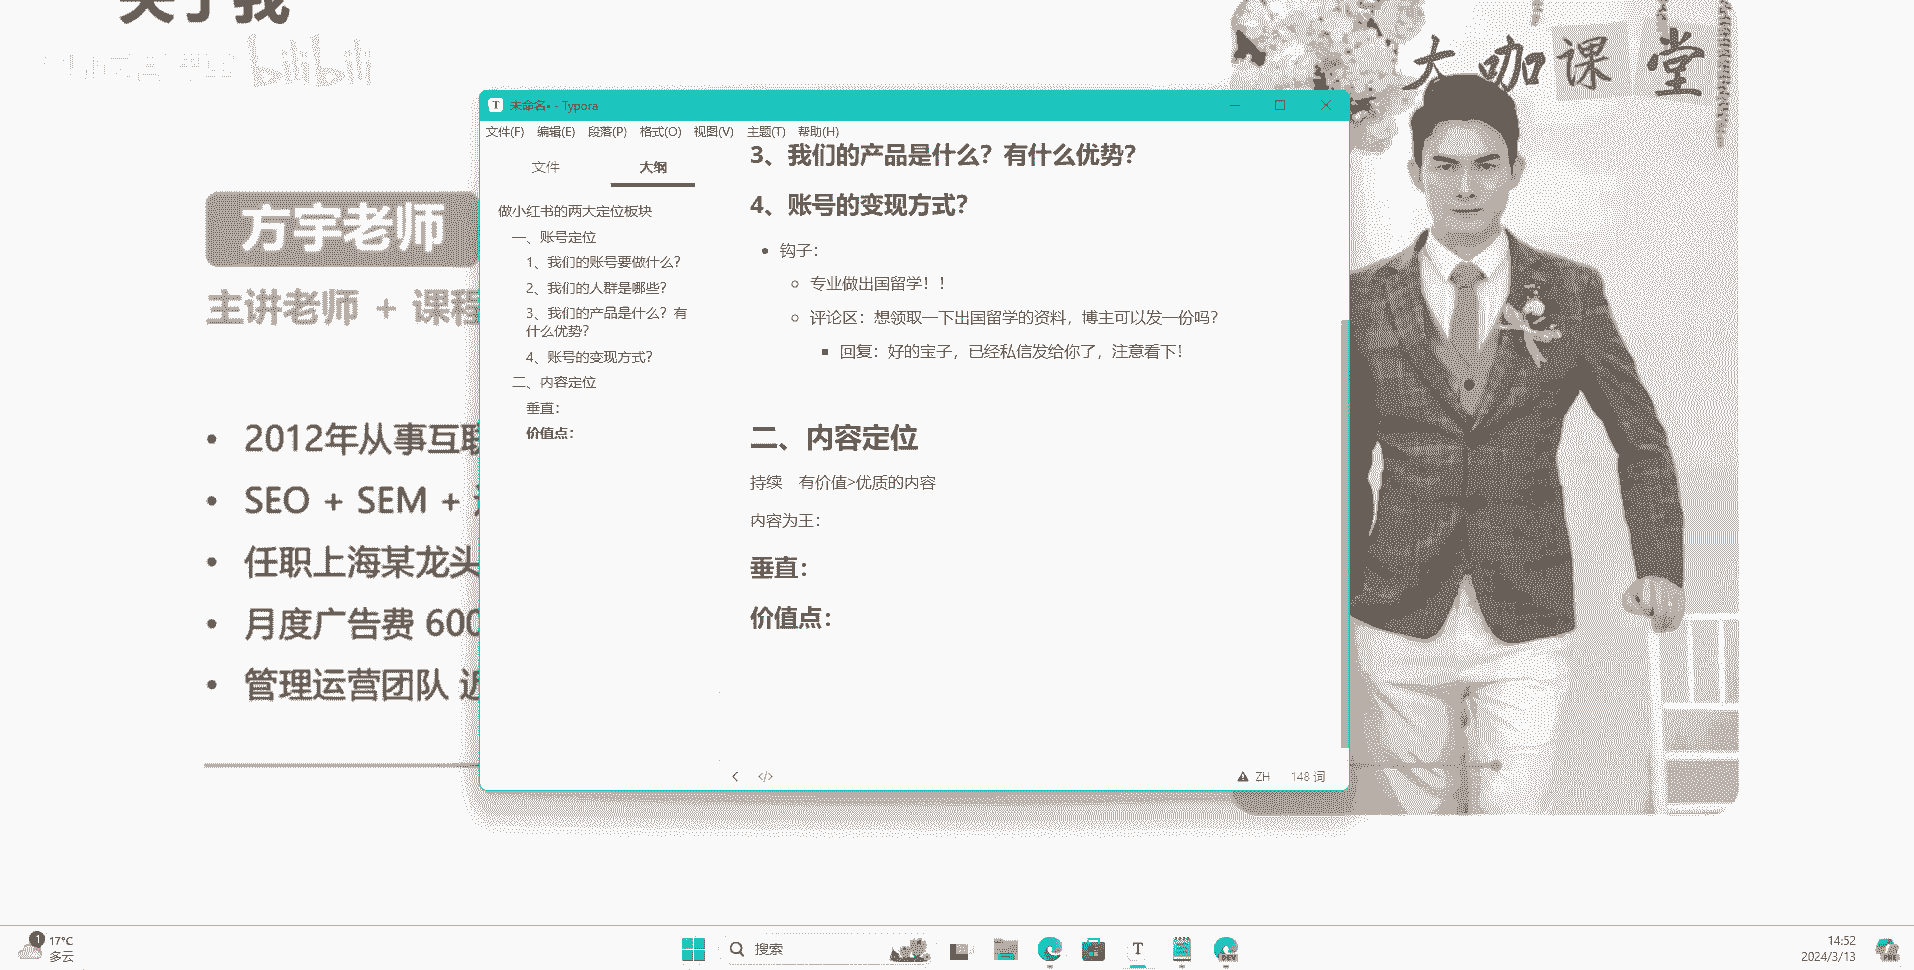 关于我
bilibili
大咖课堂
方宇老师
主讲老师 + 课程
2012年从事互联
SEO + SEM +
任职上海某龙头
月度广告费 600
管理运营团队 近
未命名• - Typora
文件(F) 编辑(E) 段落(P) 格式(O) 视图(V) 主题(T) 帮助(H)
文件 大纲
做小红书的两大定位板块
一、账号定位
1、我们的账号要做什么？
2、我们的人群是哪些？
3、我们的产品是什么？有
什么优势？
4、账号的变现方式？
二、内容定位
垂直：
价值点：
3、我们的产品是什么？有什么优势？
4、账号的变现方式？
钩子：
专业做出国留学！！
评论区：想领取一下出国留学的资料，博主可以发一份吗？
回复：好的宝子，已经私信发给你了，注意看下！
二、内容定位
持续 有价值>优质的内容
内容为王：
垂直：
价值点：
</> ZH 148 词
1 17°C
多云
搜索
DEV
14:52
2024/3/13
PRE